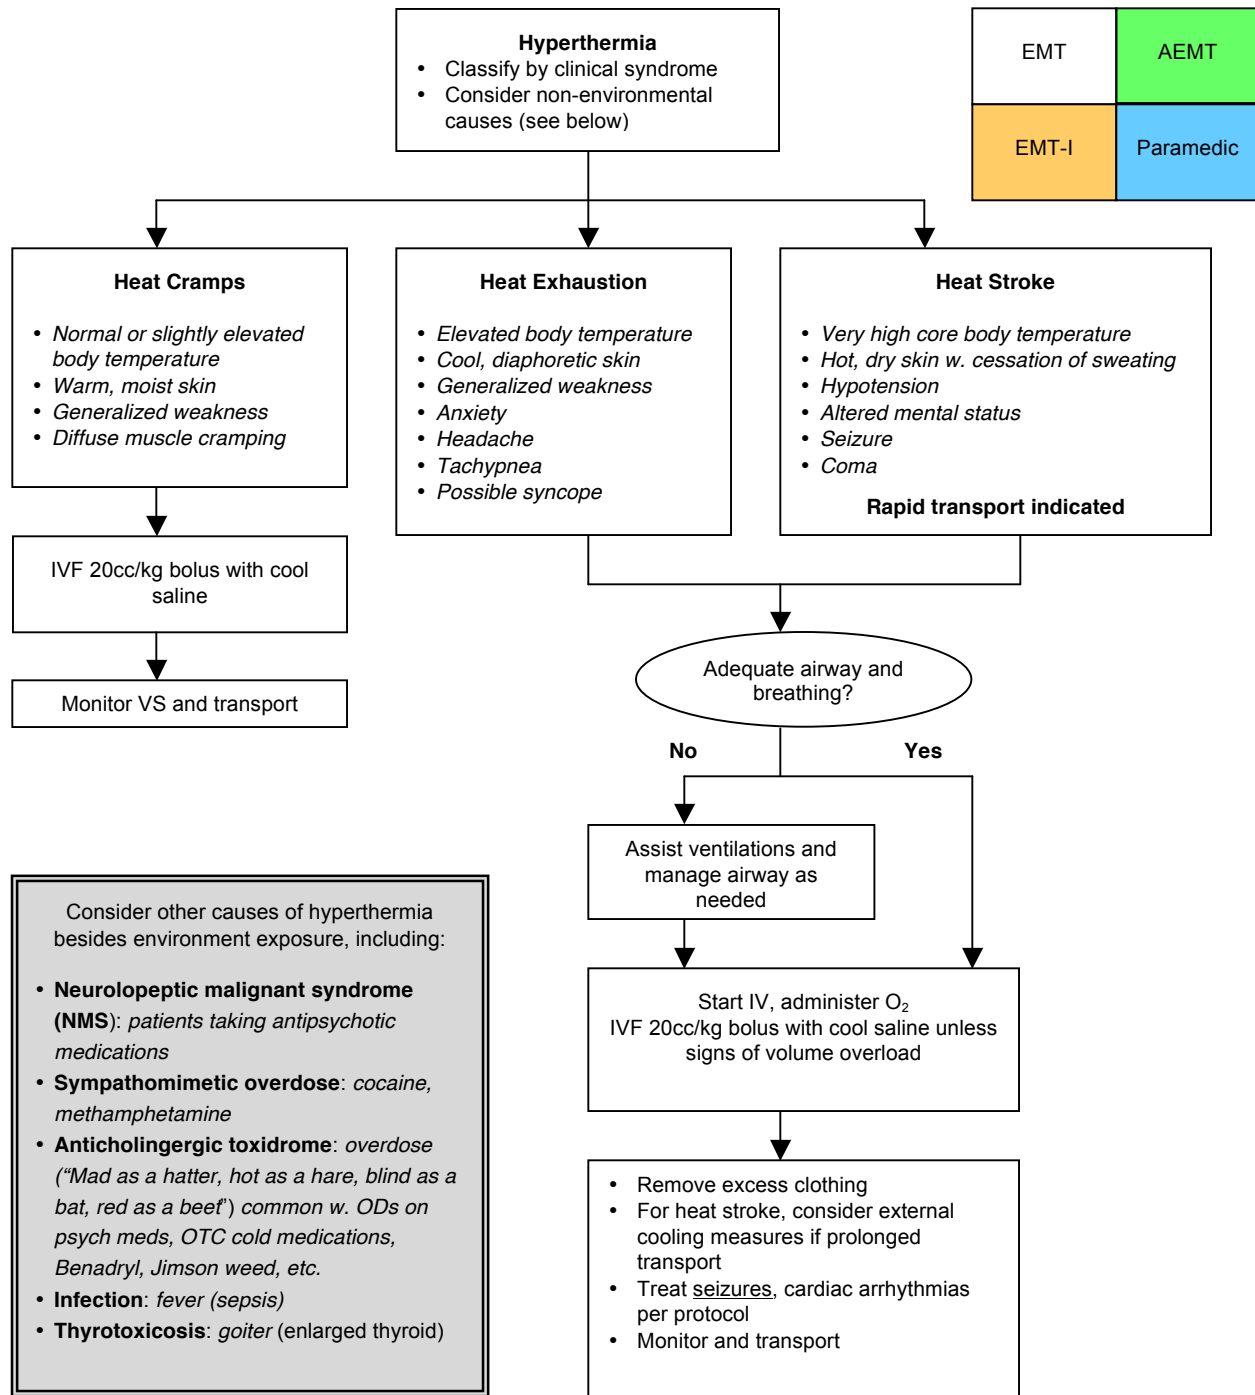 Hyperthermia
• Classify by clinical syndrome
• Consider non-environmental
causes (see below)
EMT
AEMT
EMT-I
Paramedic
Heat Cramps
• Normal or slightly elevated
body temperature
• Warm, moist skin
• Generalized weakness
• Diffuse muscle cramping
Heat Exhaustion
• Elevated body temperature
• Cool, diaphoretic skin
• Generalized weakness
• Anxiety
• Headache
• Tachypnea
• Possible syncope
Heat Stroke
• Very high core body temperature
• Hot, dry skin w. cessation of sweating
• Hypotension
• Altered mental status
• Seizure
• Coma
Rapid transport indicated
IVF 20cc/kg bolus with cool
saline
Monitor VS and transport
Adequate airway and
breathing?
No
Yes
Assist ventilations and
manage airway as
needed
Start IV, administer O₂
IVF 20cc/kg bolus with cool saline unless
signs of volume overload
• Remove excess clothing
• For heat stroke, consider external
cooling measures if prolonged
transport
• Treat seizures, cardiac arrhythmias
per protocol
• Monitor and transport
Consider other causes of hyperthermia
besides environment exposure, including:
• Neurolopeptic malignant syndrome
(NMS): patients taking antipsychotic
medications
• Sympathomimetic overdose: cocaine,
methamphetamine
• Anticholingergic toxidrome: overdose
(“Mad as a hatter, hot as a hare, blind as a
bat, red as a beet”) common w. ODs on
psych meds, OTC cold medications,
Benadryl, Jimson weed, etc.
• Infection: fever (sepsis)
• Thyrotoxicosis: goiter (enlarged thyroid)